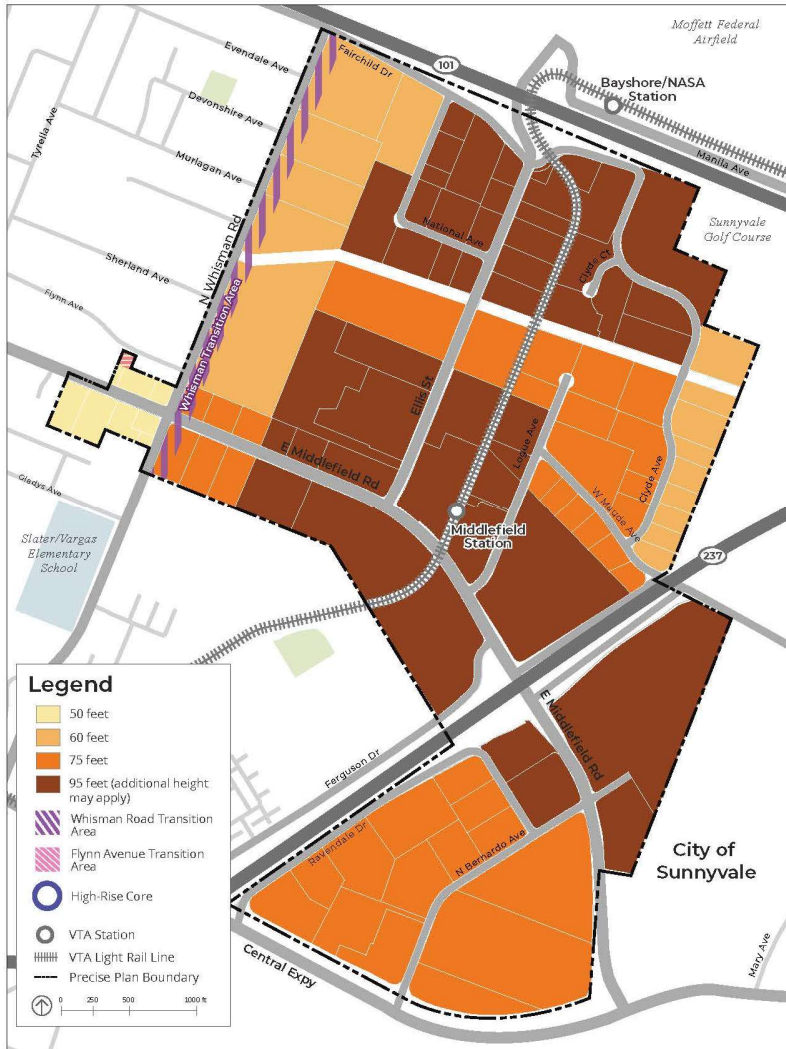 Moffett Federal
Airfield
Evendale Ave
Fairchild Dr
101
Bayshore/NASA
Station
Tyrella Ave
Devonshire Ave
Manila Ave
Murlagan Ave
N Whisman Rd
National Ave
Sunnyvale
Golf Course
Sherland Ave
Clyde Ct
Flynn Ave
Whisman Transition Area
Ellis St
E Middlefield Rd
Logue Ave
Clyde Ave
W Maude Ave
Gladys Ave
Middlefield
Station
Slater/Vargas
Elementary
School
237
Legend
50 feet
60 feet
75 feet
95 feet (additional height
may apply)
Whisman Road Transition
Area
Flynn Avenue Transition
Area
High-Rise Core
VTA Station
VTA Light Rail Line
Precise Plan Boundary
0 250 500 1000 ft
E Middlefield Rd
Ferguson Dr
Ravendale Dr
N Bernardo Ave
City of
Sunnyvale
Central Expy
Mary Ave